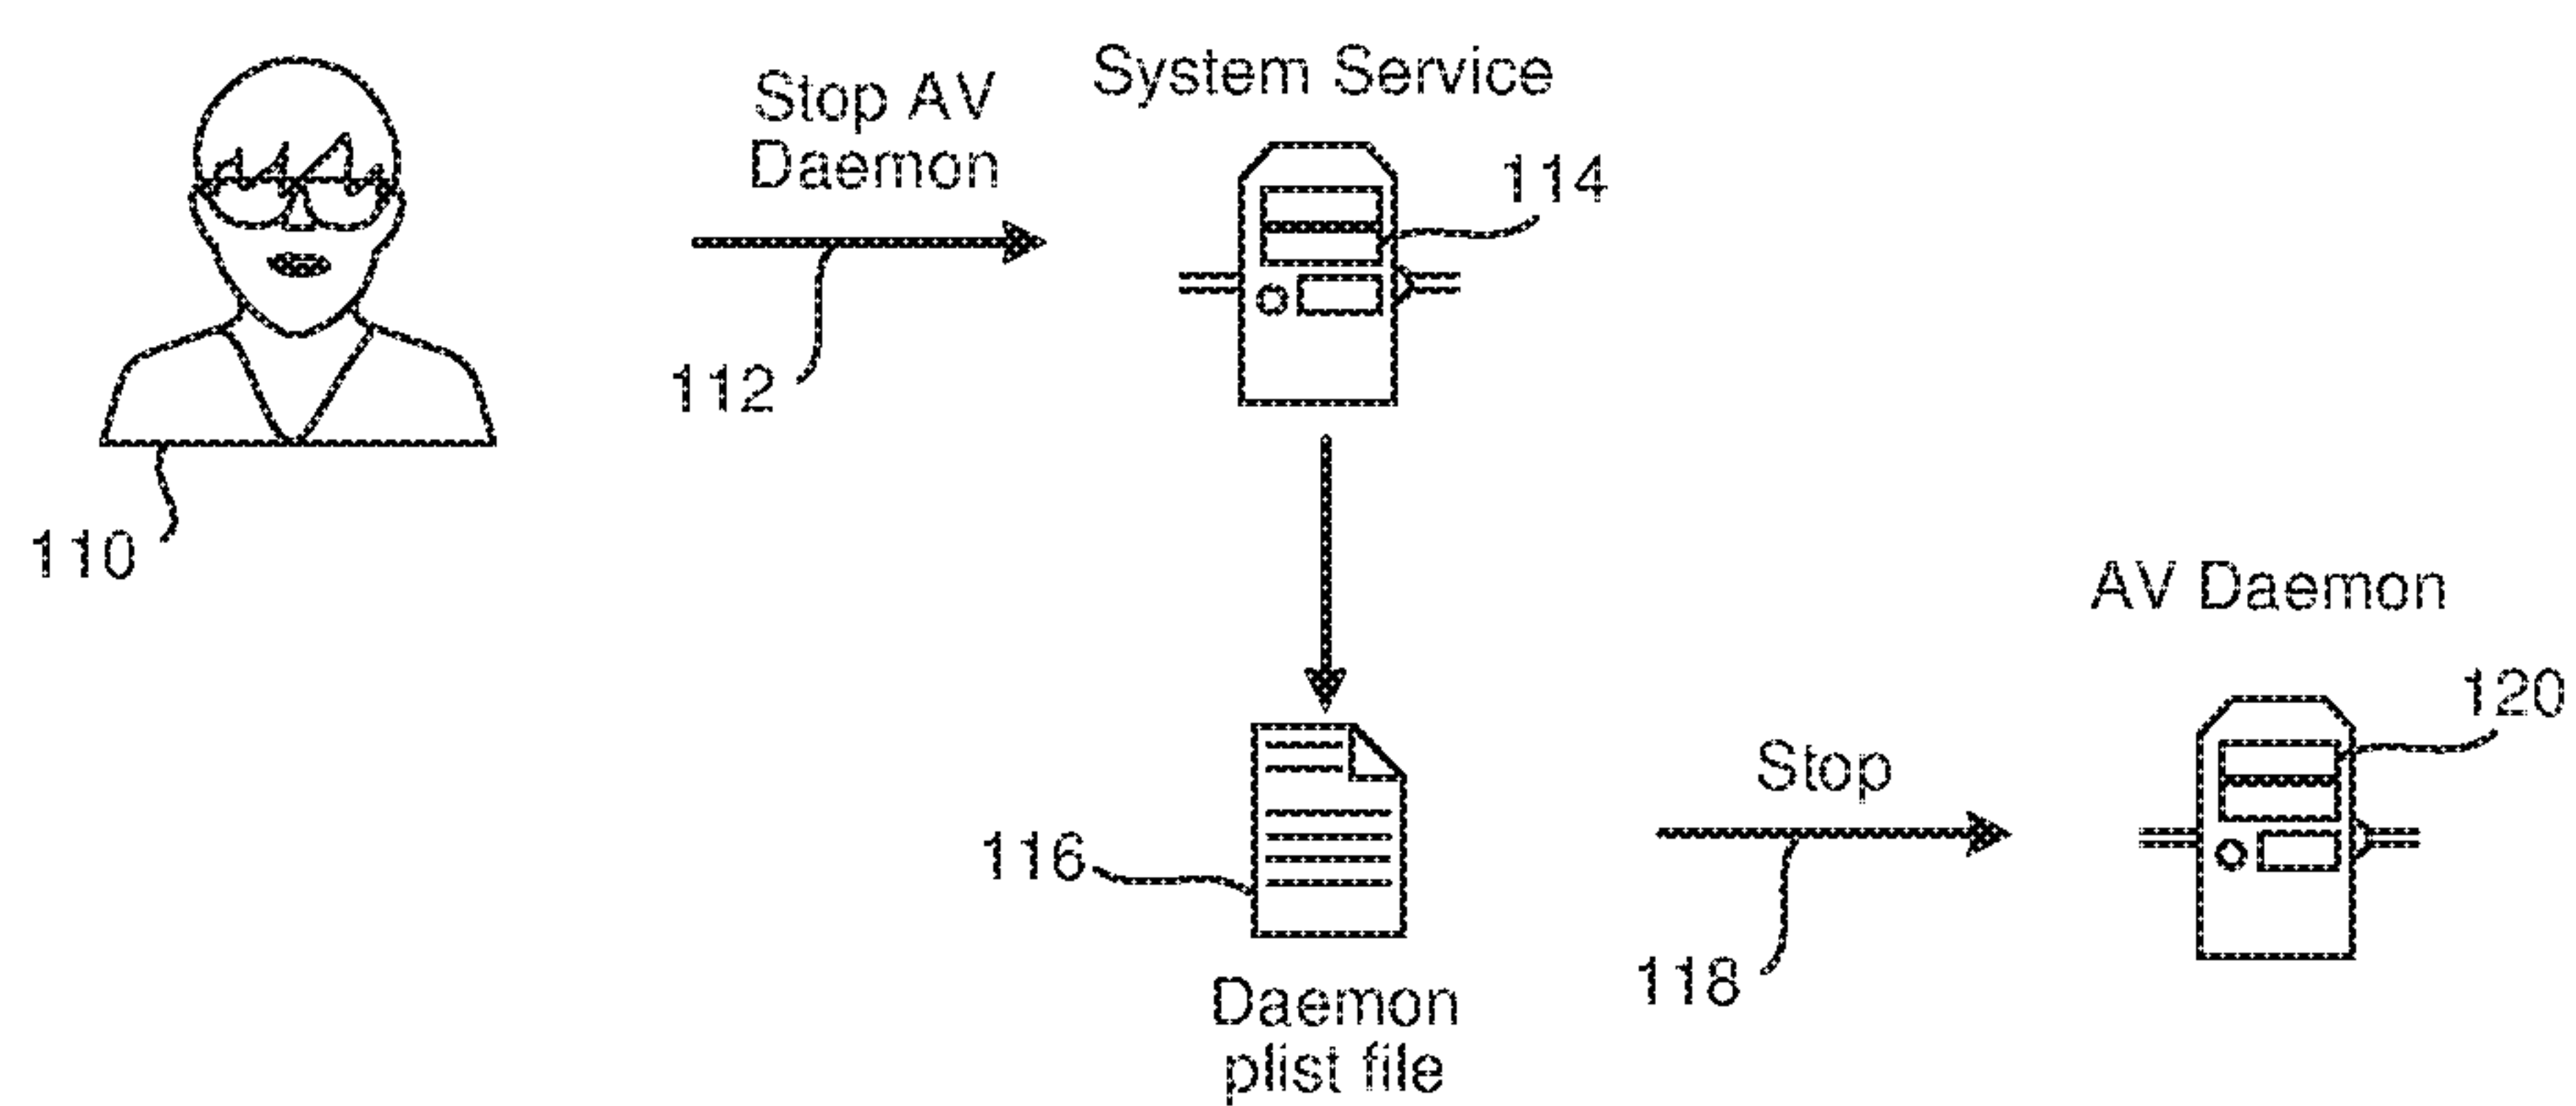 Stop AV
Daemon
System Service
114
112
110
AV Daemon
120
Stop
116
118
Daemon
plist file